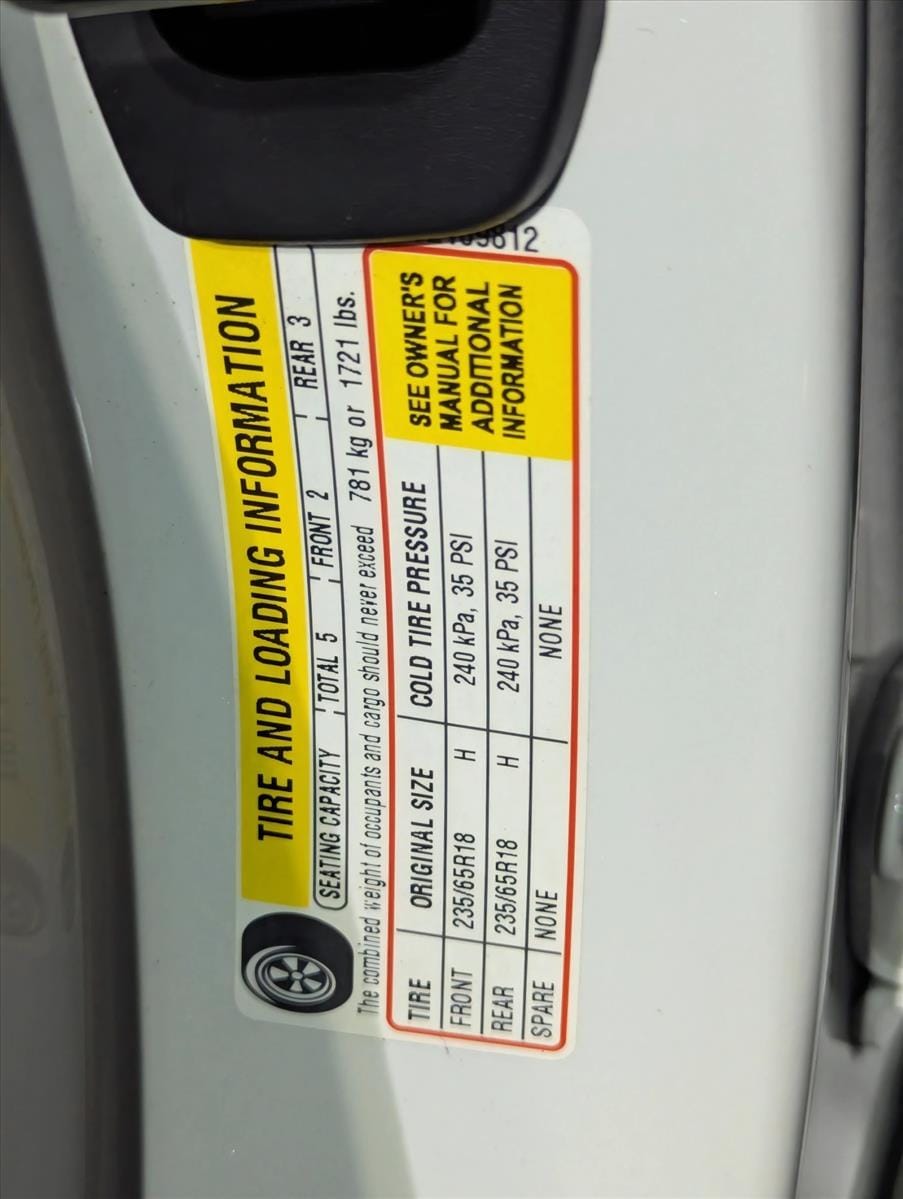 TIRE AND LOADING INFORMATION
SEATING CAPACITY TOTAL 5 FRONT 2 REAR 3
The combined weight of occupants and cargo should never exceed 781 kg or 1721 lbs.
TIRE ORIGINAL SIZE COLD TIRE PRESSURE
FRONT 235/65R18 H 240 kPa, 35 PSI
REAR 235/65R18 H 240 kPa, 35 PSI
SPARE NONE NONE
SEE OWNER'S
MANUAL FOR
ADDITIONAL
INFORMATION